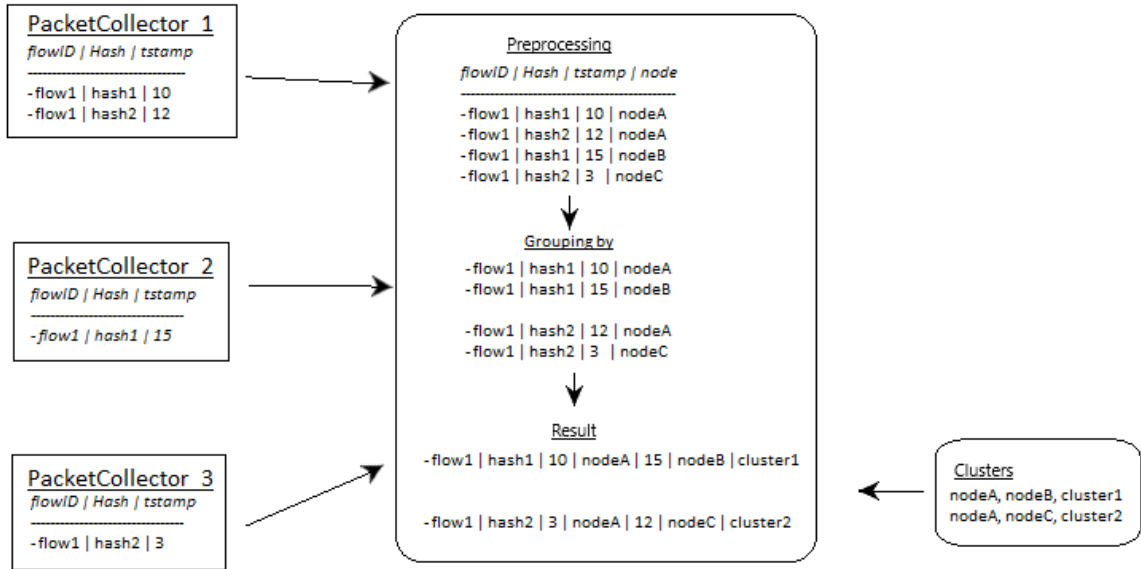 PacketCollector_1
flowID | Hash | tstamp
---------------------------------
-flow1 | hash1 | 10
-flow1 | hash2 | 12
PacketCollector_2
flowID | Hash | tstamp
--------------------------------
-flow1 | hash1 | 15
PacketCollector_3
flowID | Hash | tstamp
--------------------------------
-flow1 | hash2 | 3
Preprocessing
flowID | Hash | tstamp | node
---------------------------------------------
-flow1 | hash1 | 10 | nodeA
-flow1 | hash2 | 12 | nodeA
-flow1 | hash1 | 15 | nodeB
-flow1 | hash2 | 3 | nodeC
Grouping by
-flow1 | hash1 | 10 | nodeA
-flow1 | hash1 | 15 | nodeB
-flow1 | hash2 | 12 | nodeA
-flow1 | hash2 | 3 | nodeC
Result
-flow1 | hash1 | 10 | nodeA | 15 | nodeB | cluster1
-flow1 | hash2 | 3 | nodeA | 12 | nodeC | cluster2
Clusters
nodeA, nodeB, cluster1
nodeA, nodeC, cluster2